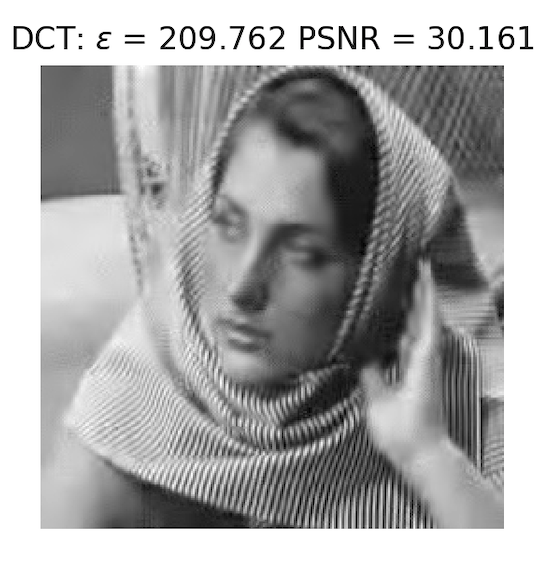 DCT: ε = 209.762 PSNR = 30.161